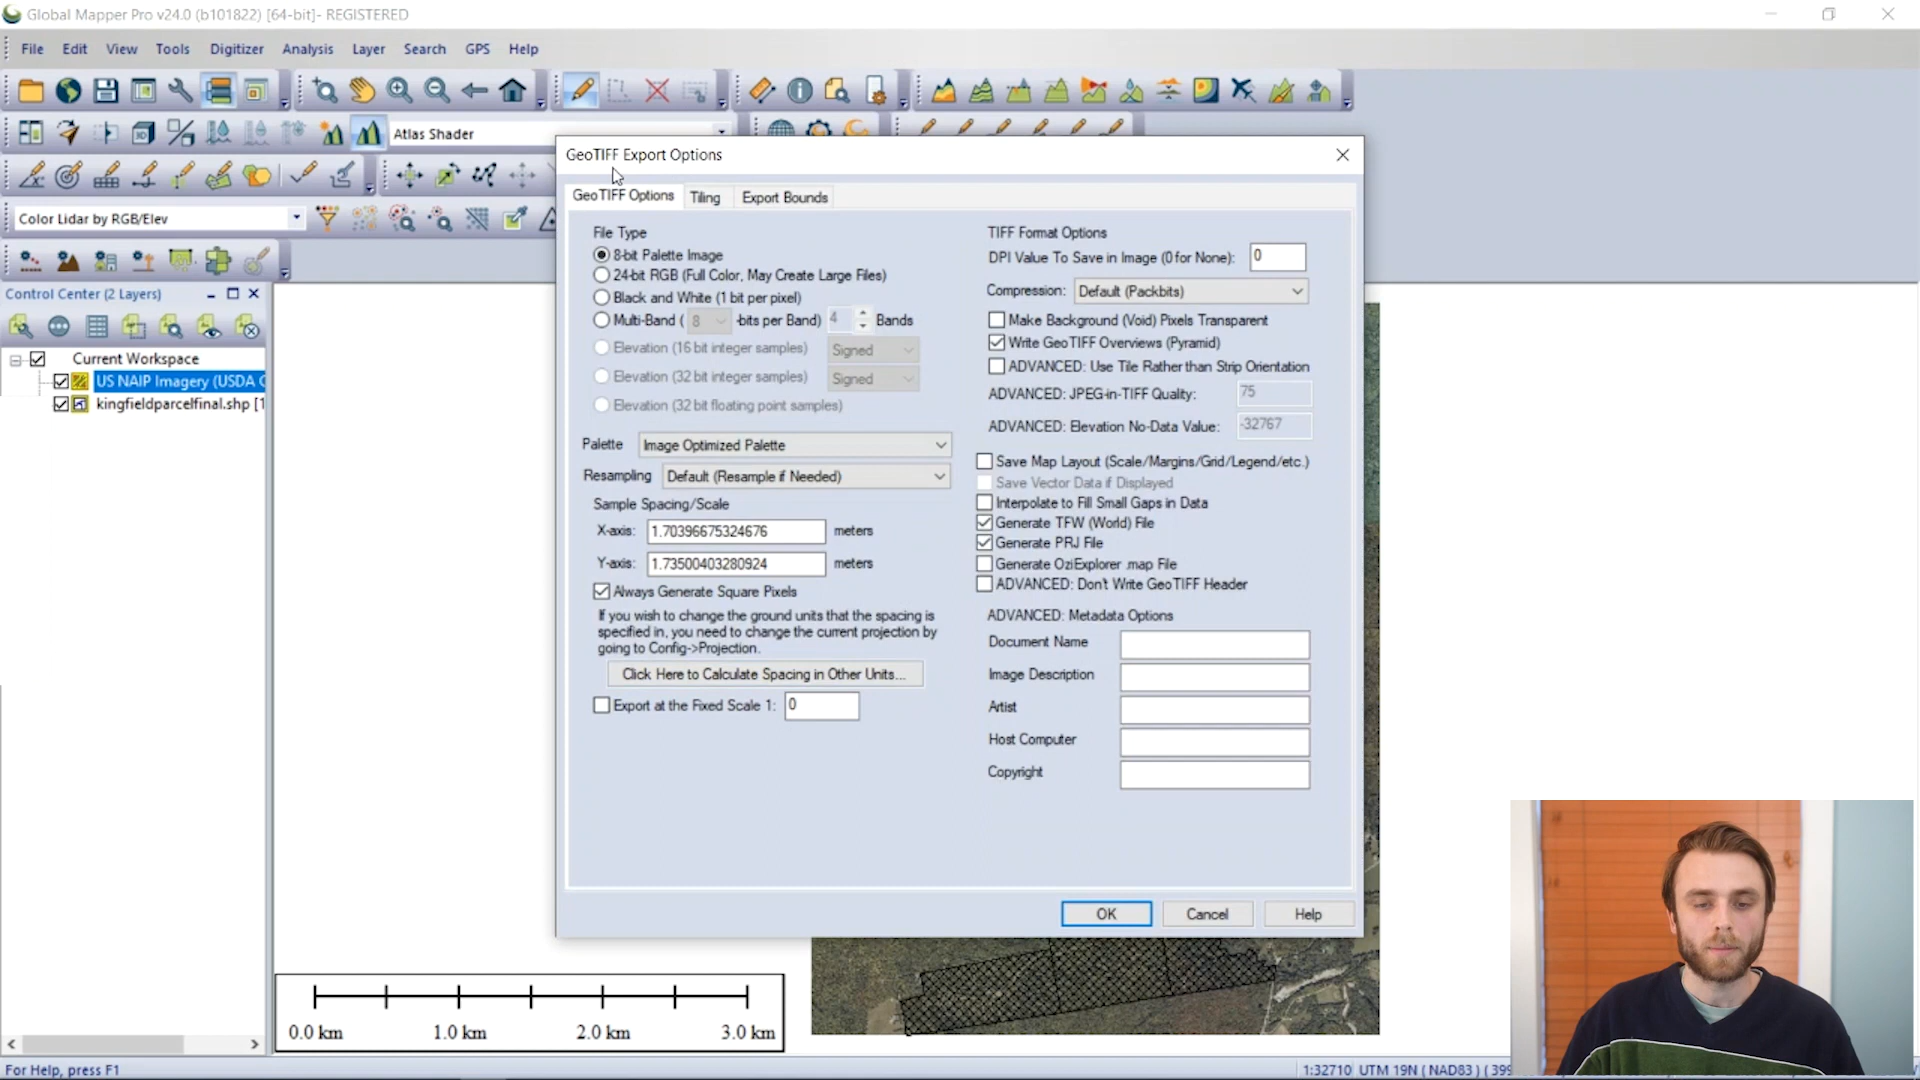 Global Mapper Pro v24.0 (b101822) [64-bit]- REGISTERED
File Edit View Tools Digitizer Analysis Layer Search GPS Help
Atlas Shader
Color Lidar by RGB/Elev
Control Center (2 Layers)
Current Workspace
US NAIP Imagery (USDA
kingfieldparcelfinal.shp [1
GeoTIFF Export Options
GeoTIFF Options Tiling Export Bounds
File Type
8-bit Palette Image
24-bit RGB (Full Color, May Create Large Files)
Black and White (1 bit per pixel)
Multi-Band ( 8 -bits per Band) 4 Bands
Elevation (16 bit integer samples) Signed
Elevation (32 bit integer samples) Signed
Elevation (32 bit floating point samples)
Palette Image Optimized Palette
Resampling Default (Resample if Needed)
Sample Spacing/Scale
X-axis: 1.70396675324676 meters
Y-axis: 1.73500403280924 meters
Always Generate Square Pixels
If you wish to change the ground units that the spacing is
specified in, you need to change the current projection by
going to Config->Projection.
Click Here to Calculate Spacing in Other Units...
Export at the Fixed Scale 1: 0
TIFF Format Options
DPI Value To Save in Image (0 for None): 0
Compression: Default (Packbits)
Make Background (Void) Pixels Transparent
Write GeoTIFF Overviews (Pyramid)
ADVANCED: Use Tile Rather than Strip Orientation
ADVANCED: JPEG-in-TIFF Quality: 75
ADVANCED: Elevation No-Data Value: -32767
Save Map Layout (Scale/Margins/Grid/Legend/etc.)
Save Vector Data if Displayed
Interpolate to Fill Small Gaps in Data
Generate TFW (World) File
Generate PRJ File
Generate OziExplorer .map File
ADVANCED: Don't Write GeoTIFF Header
ADVANCED: Metadata Options
Document Name
Image Description
Artist
Host Computer
Copyright
OK Cancel Help
0.0 km 1.0 km 2.0 km 3.0 km
For Help, press F1
1:32710 UTM 19N ( NAD83 ) ( 399